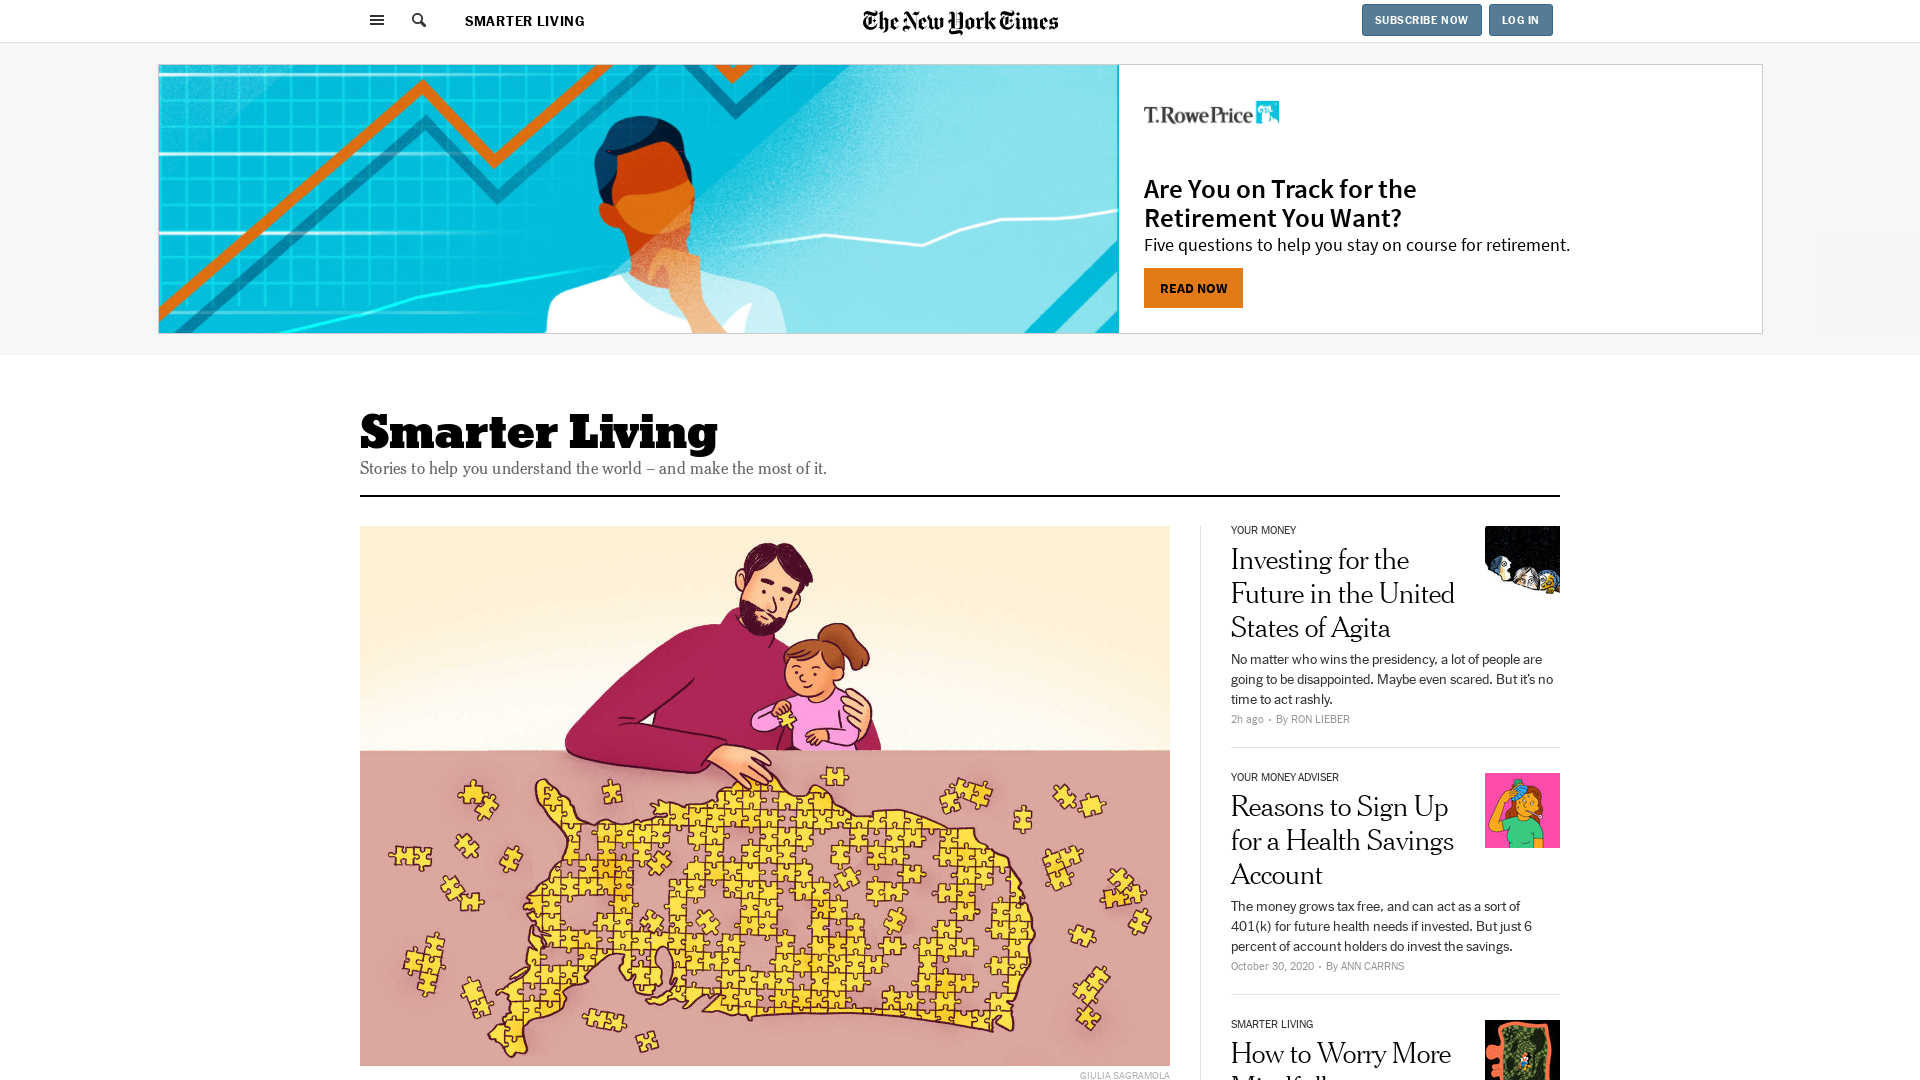 SMARTER LIVING
The New York Times
SUBSCRIBE NOW
LOG IN
T.RowePrice
Are You on Track for the
Retirement You Want?
Five questions to help you stay on course for retirement.
READ NOW
Smarter Living
Stories to help you understand the world – and make the most of it.
GIULIA SAGRAMOLA
YOUR MONEY
Investing for the
Future in the United
States of Agita
No matter who wins the presidency, a lot of people are
going to be disappointed. Maybe even scared. But it's no
time to act rashly.
2h ago • By RON LIEBER
YOUR MONEY ADVISER
Reasons to Sign Up
for a Health Savings
Account
The money grows tax free, and can act as a sort of
401(k) for future health needs if invested. But just 6
percent of account holders do invest the savings.
October 30, 2020 • By ANN CARRNS
SMARTER LIVING
How to Worry More